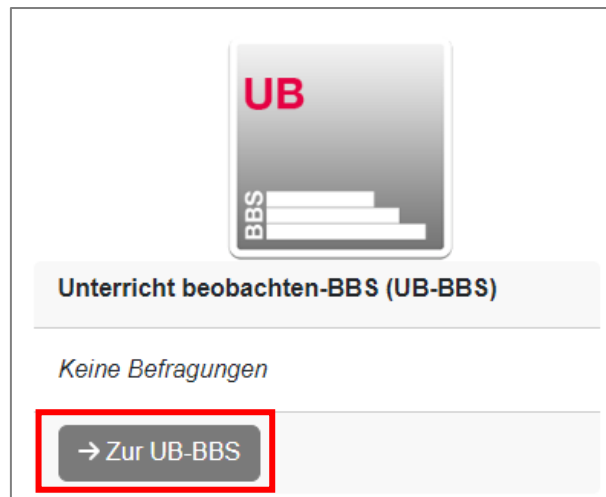 UB
BBS
Unterricht beobachten-BBS (UB-BBS)
Keine Befragungen
→ Zur UB-BBS